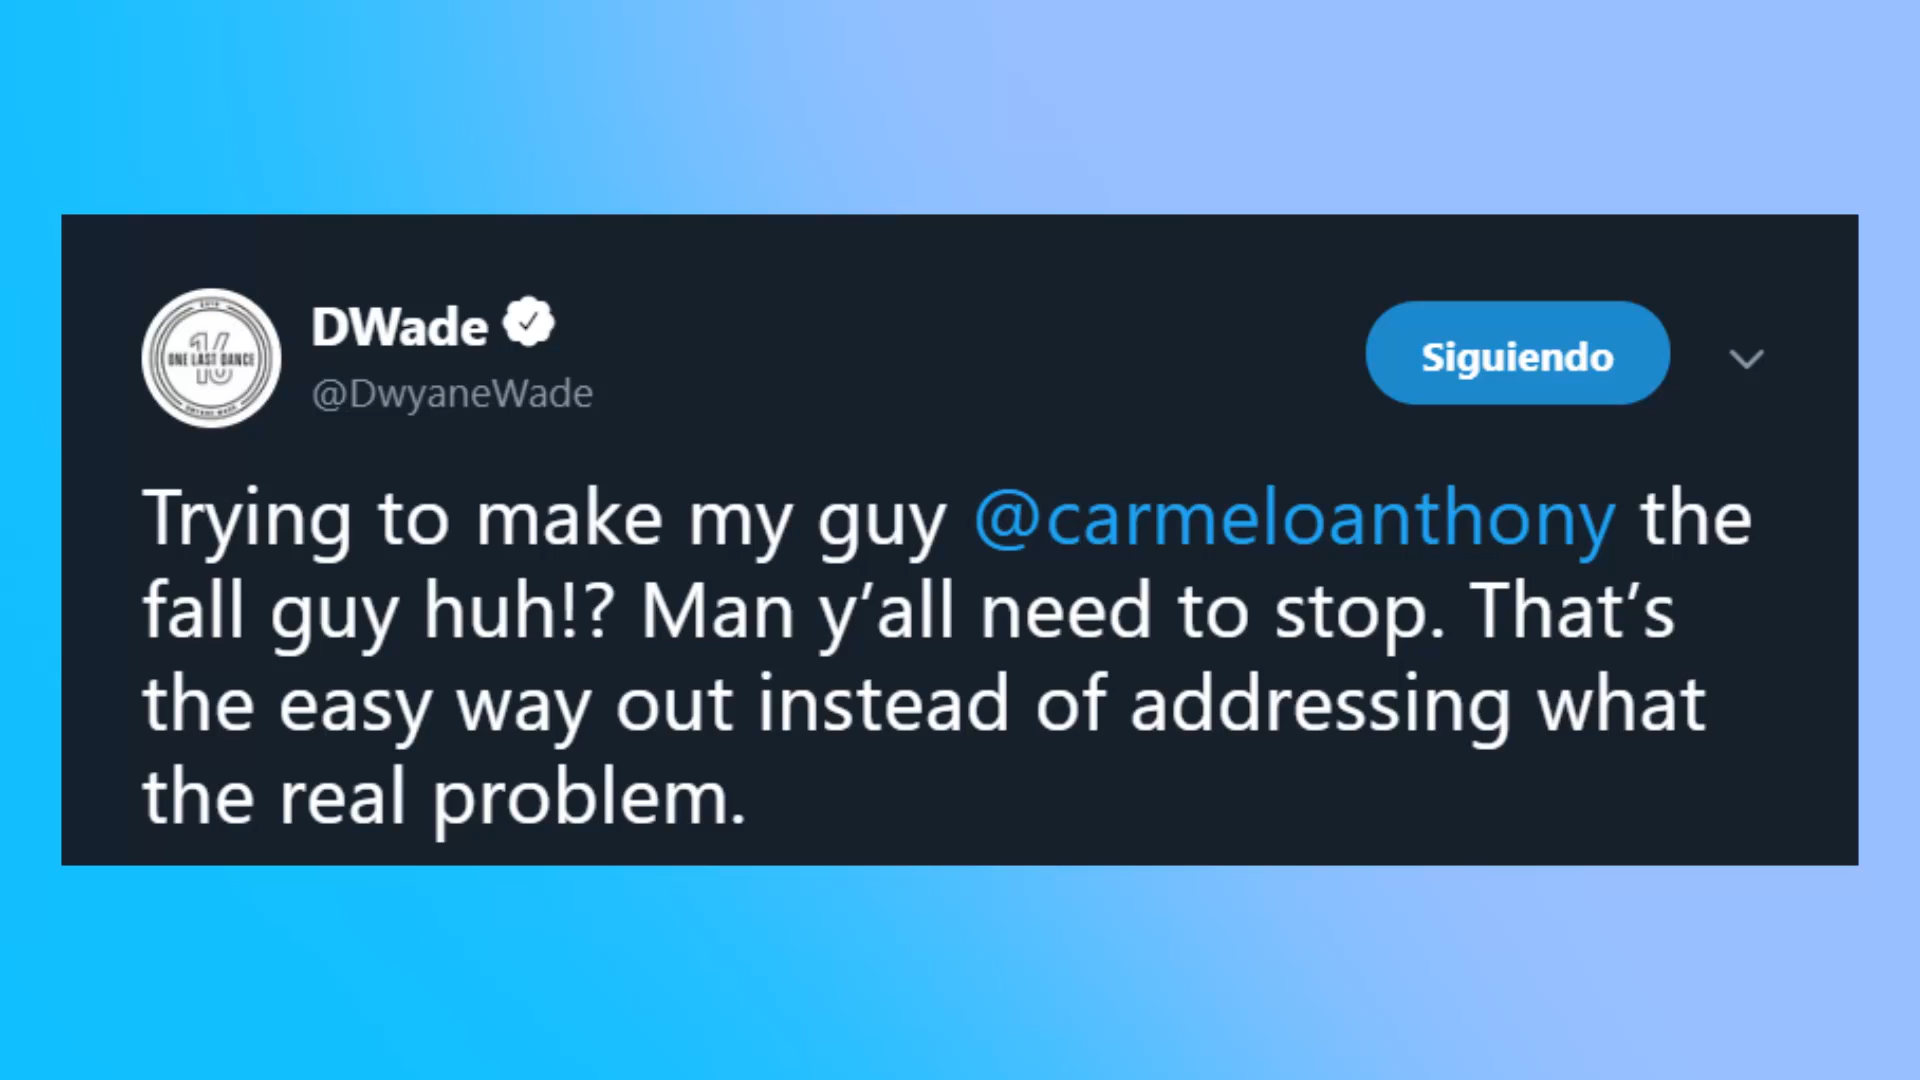 DWade
@DwyaneWade
Siguiendo
16
ONE LAST DANCE
Trying to make my guy @carmeloanthony the
fall guy huh!? Man y’all need to stop. That’s
the easy way out instead of addressing what
the real problem.